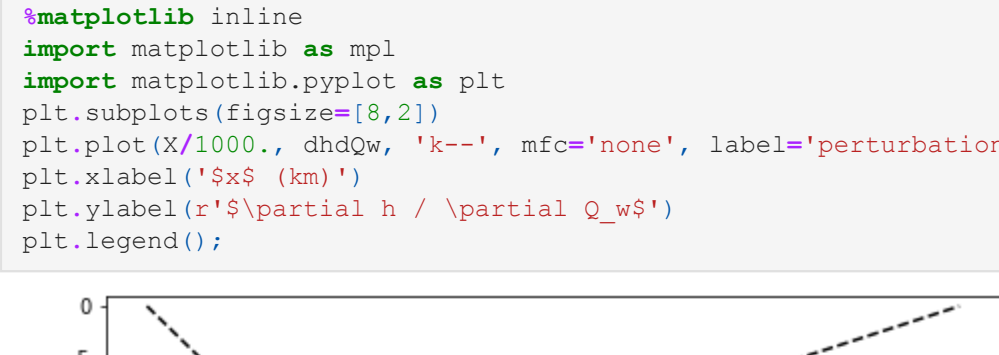 %matplotlib inline
import matplotlib as mpl
import matplotlib.pyplot as plt
plt.subplots(figsize=[8,2])
plt.plot(X/1000., dhdQw, 'k--', mfc='none', label='perturbation
plt.xlabel('$x$ (km)')
plt.ylabel(r'$\partial h / \partial Q_w$')
plt.legend();
0